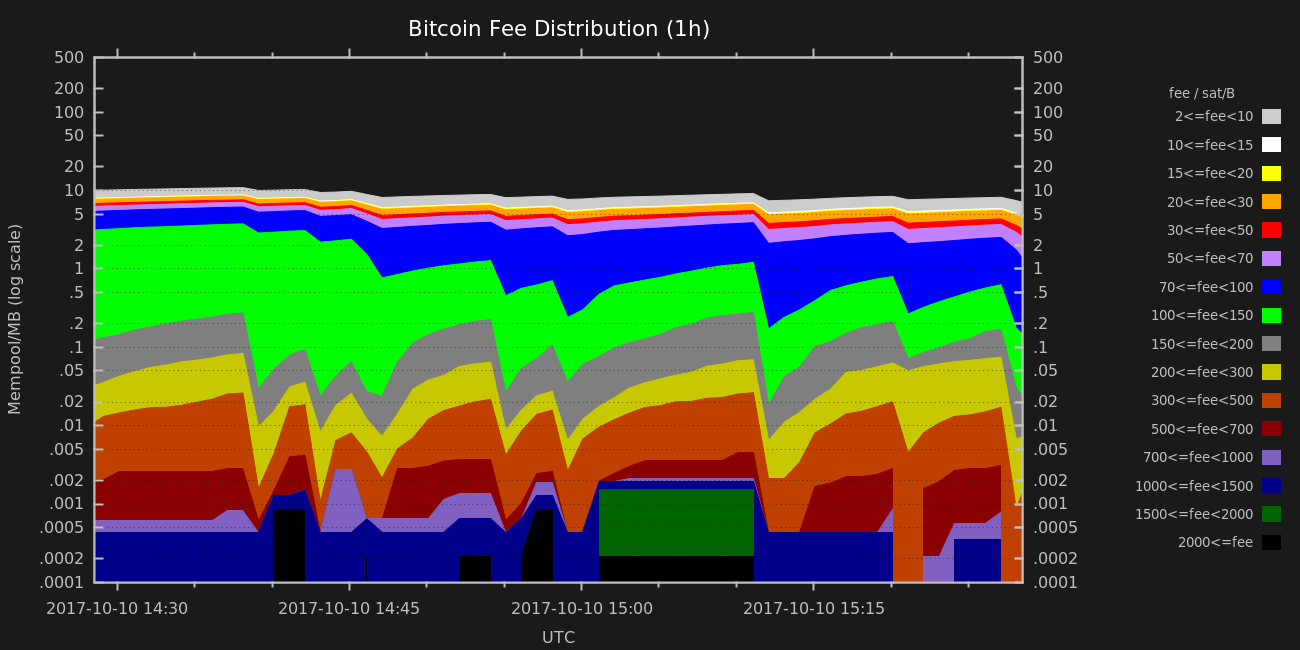 Bitcoin Fee Distribution (1h)
500
200
100
50
20
10
5
2
1
.5
.2
.1
.05
.02
.01
.005
.002
.001
.0005
.0002
.0001
Mempool/MB (log scale)
500
200
100
50
20
10
5
2
1
.5
.2
.1
.05
.02
.01
.005
.002
.001
.0005
.0002
.0001
2017-10-10 14:30 2017-10-10 14:45 2017-10-10 15:00 2017-10-10 15:15
UTC
fee / sat/B
2<=fee<10
10<=fee<15
15<=fee<20
20<=fee<30
30<=fee<50
50<=fee<70
70<=fee<100
100<=fee<150
150<=fee<200
200<=fee<300
300<=fee<500
500<=fee<700
700<=fee<1000
1000<=fee<1500
1500<=fee<2000
2000<=fee